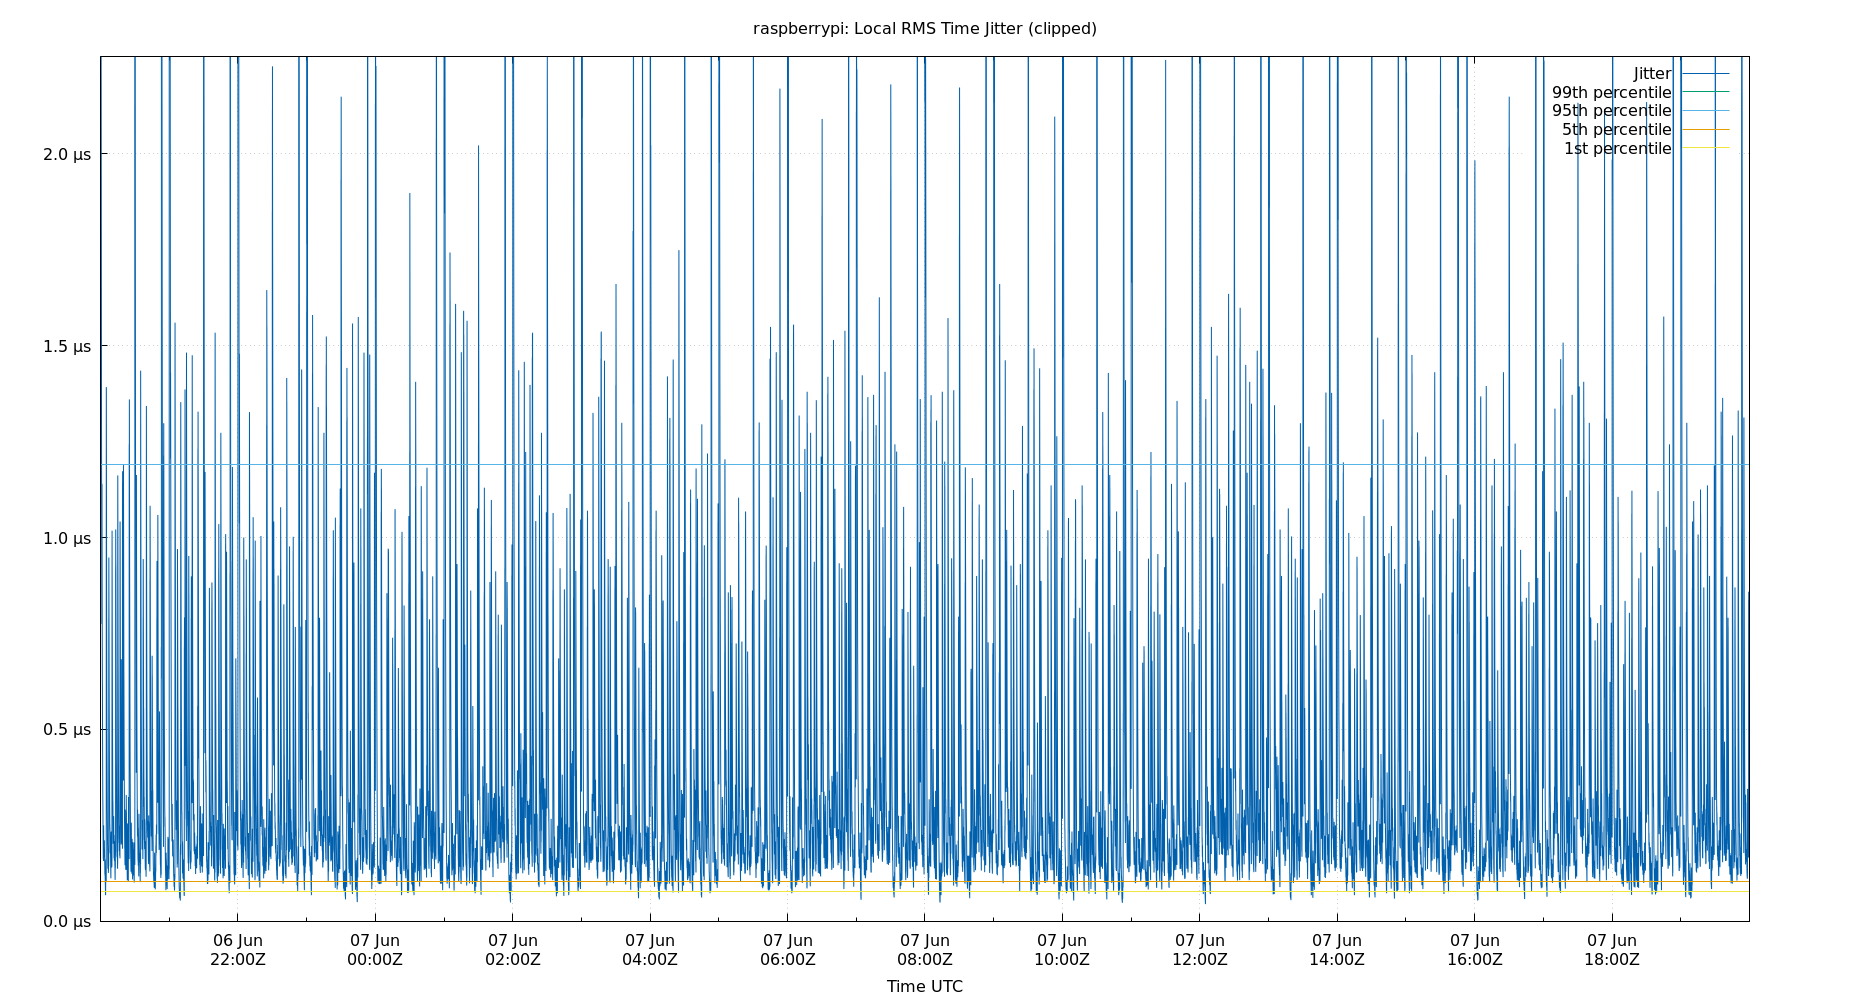 raspberrypi: Local RMS Time Jitter (clipped)
Jitter
99th percentile
95th percentile
5th percentile
1st percentile
2.0 µs
1.5 µs
1.0 µs
0.5 µs
0.0 µs
06 Jun 07 Jun 07 Jun 07 Jun 07 Jun 07 Jun 07 Jun 07 Jun 07 Jun 07 Jun 07 Jun
22:00Z 00:00Z 02:00Z 04:00Z 06:00Z 08:00Z 10:00Z 12:00Z 14:00Z 16:00Z 18:00Z
Time UTC